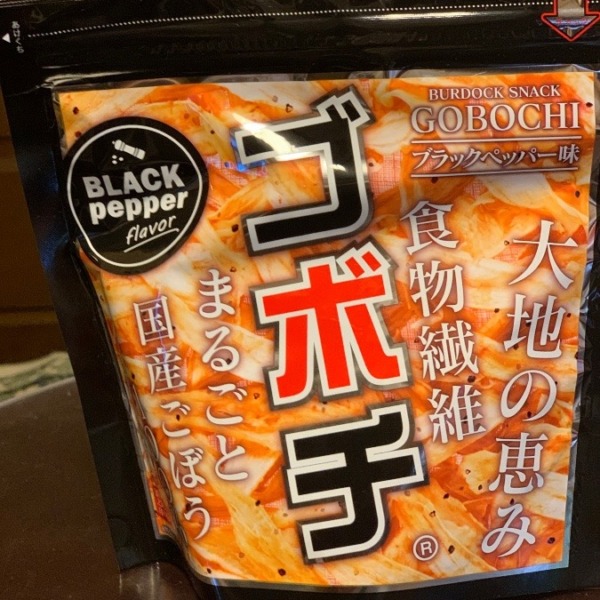 あけくち
BURDOCK SNACK
GOBOCHI
ブラックペッパー味
BLACK
pepper
flavor
ゴボチ
®
大地の恵み
食物繊維
まるごと
国産ごぼう